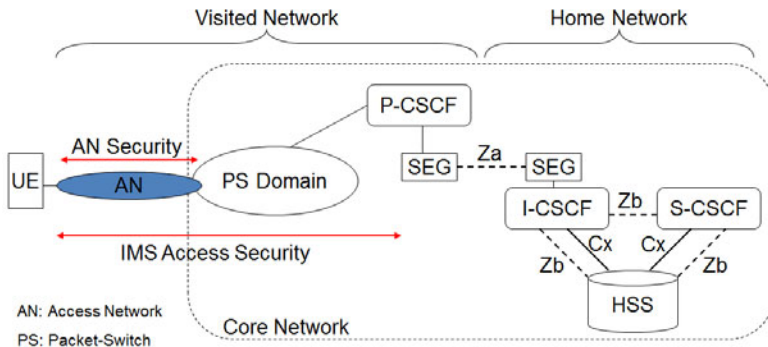 Visited Network
Home Network
P-CSCF
AN Security
SEG
Za
SEG
UE
AN
PS Domain
I-CSCF
Zb
S-CSCF
IMS Access Security
Cx
Cx
Zb
Zb
HSS
AN: Access Network
Core Network
PS: Packet-Switch